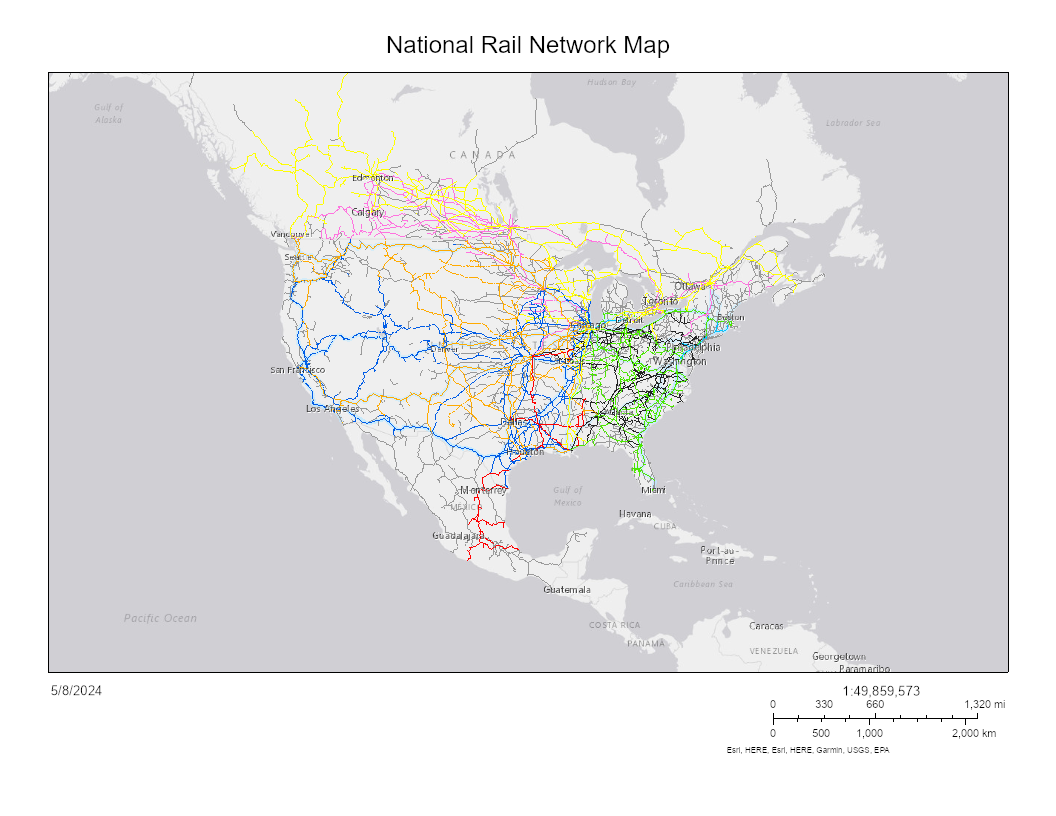 National Rail Network Map
Hudson Bay
Gulf of
Alaska
Labrador Sea
CANADA
Edmonton
Calgary
Vancouver
Ottawa
Toronto
Detroit
Boston
Chicago
Denver
Washington
San Francisco
Los Angeles
Dallas
Houston
Monterrey
Miami
Gulf of
Mexico
MEXICO
Havana
CUBA
Port-au-
Prince
Caribbean Sea
Guatemala
Pacific Ocean
COSTA RICA
PANAMA
Caracas
VENEZUELA
Georgetown
Paramaribo
5/8/2024
1:49,859,573
0 330 660 1,320 mi
0 500 1,000 2,000 km
Esri, HERE, Esri, HERE, Garmin, USGS, EPA